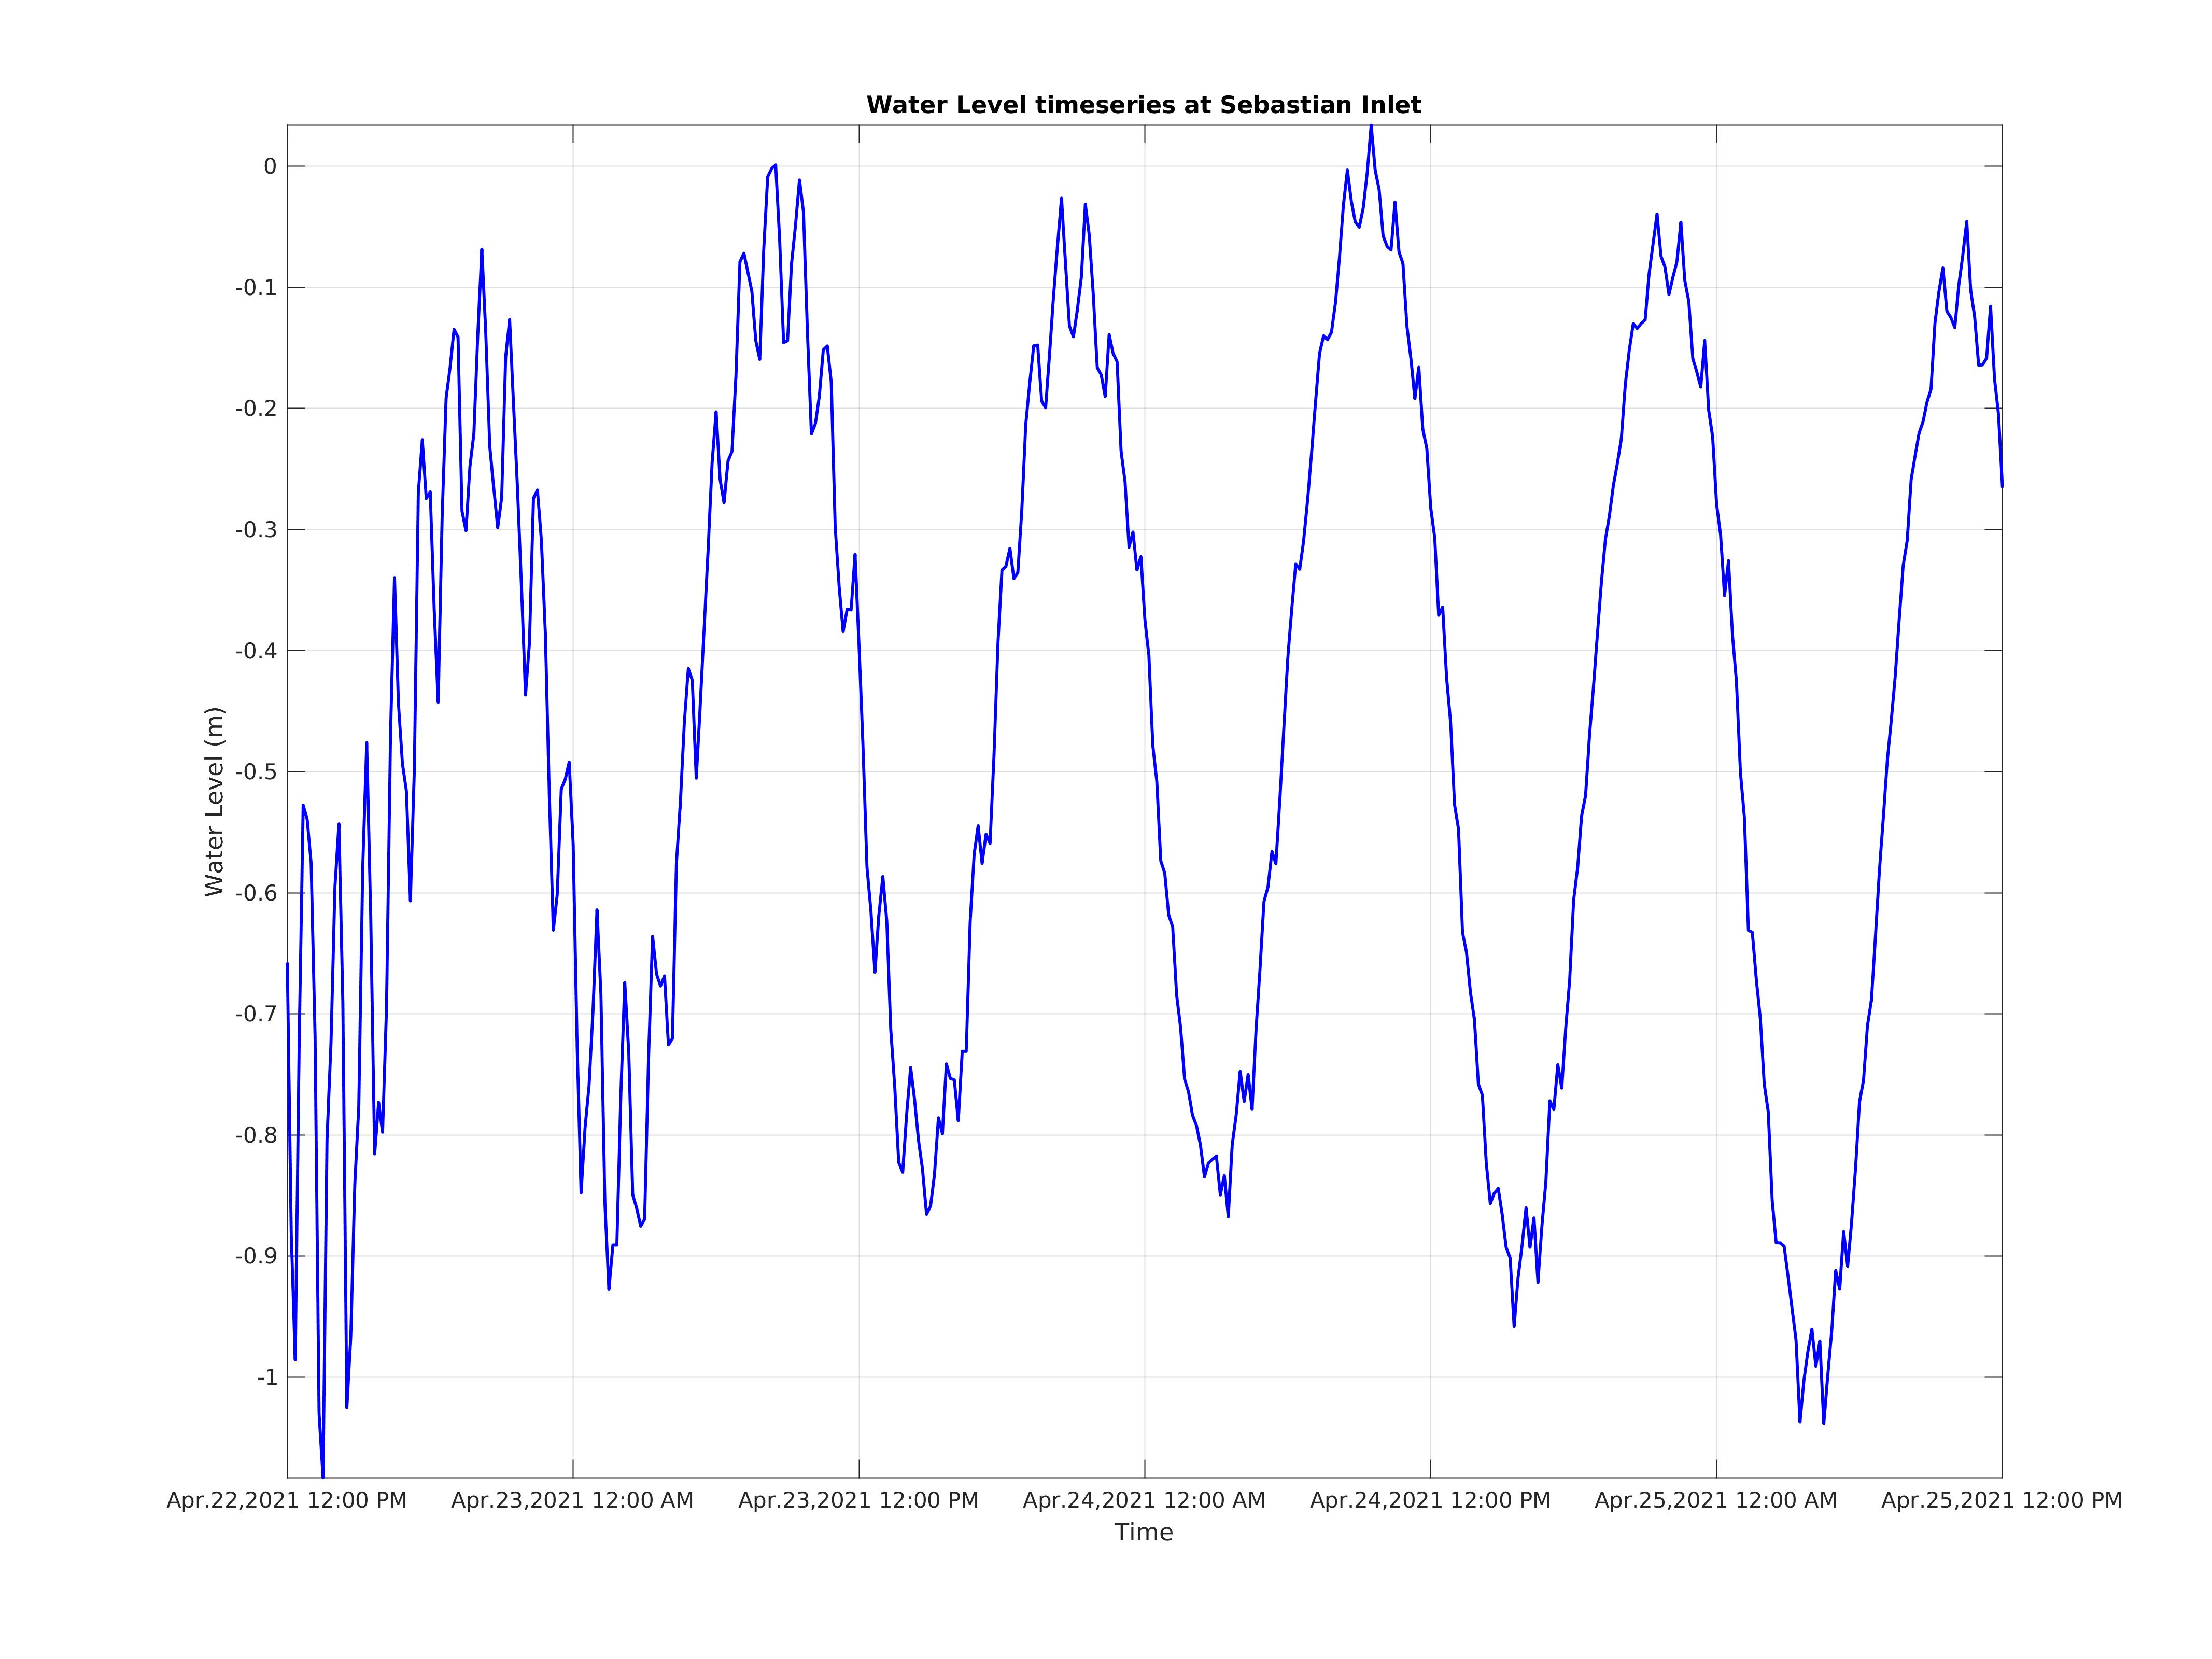 Water Level timeseries at Sebastian Inlet
0
-0.1
-0.2
-0.3
-0.4
-0.5
-0.6
-0.7
-0.8
-0.9
-1
Water Level (m)
Apr.22,2021 12:00 PM Apr.23,2021 12:00 AM Apr.23,2021 12:00 PM Apr.24,2021 12:00 AM Apr.24,2021 12:00 PM Apr.25,2021 12:00 AM Apr.25,2021 12:00 PM
Time